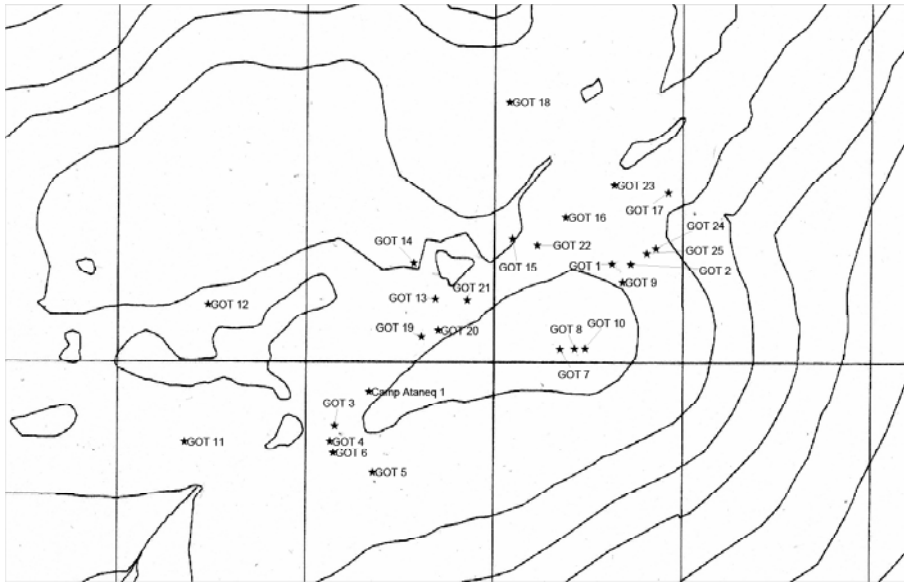 GOT 18
GOT 23
GOT 17
GOT 16
GOT 24
GOT 14
GOT 22
GOT 25
GOT 15
GOT 1
GOT 2
GOT 21
GOT 9
GOT 13
GOT 12
GOT 19
GOT 20
GOT 8
GOT 10
GOT 7
Camp Ataneq 1
GOT 3
GOT 11
GOT 4
GOT 6
GOT 5